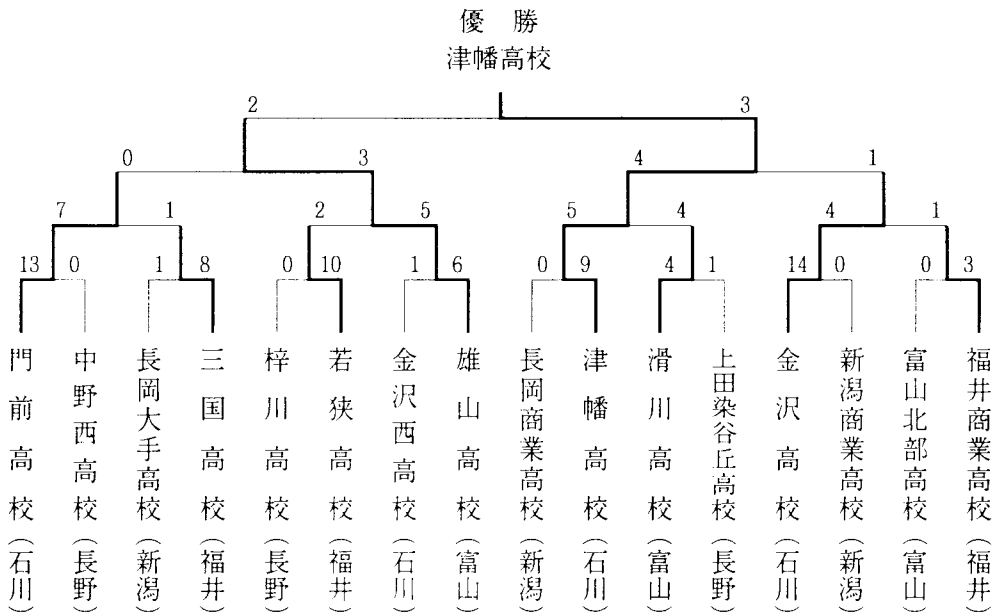 優 勝
津幡高校
2 3
0 3 4 1
7 1 2 5 5 4 4 1
13 0 1 8 0 10 1 6 0 9 4 1 14 0 0 3
門前高校(石川)
中野西高校(長野)
長岡大手高校(新潟)
三国高校(福井)
梓川高校(長野)
若狭高校(福井)
金沢西高校(石川)
雄山高校(富山)
長岡商業高校(新潟)
津幡高校(石川)
滑川高校(富山)
上田染谷丘高校(長野)
金沢高校(石川)
新潟商業高校(新潟)
富山北部高校(富山)
福井商業高校(福井)